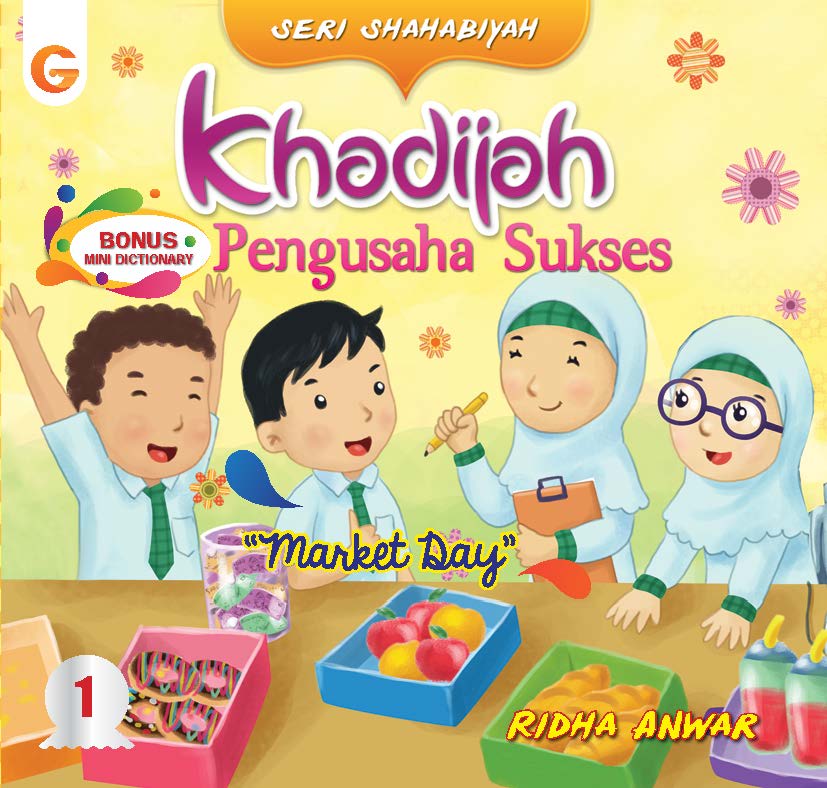 SERI SHAHABIYAH
G
Khadijah
BONUS
MINI DICTIONARY
Pengusaha Sukses
"Market Day"
1
RIDHA ANWAR